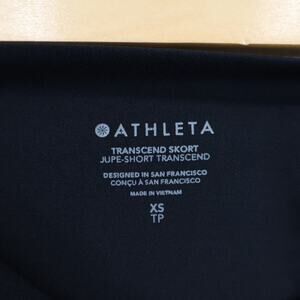 ATHLETA
TRANSCEND SKORT
JUPE-SHORT TRANSCEND
DESIGNED IN SAN FRANCISCO
CONÇU À SAN FRANCISCO
MADE IN VIETNAM
XS
TP